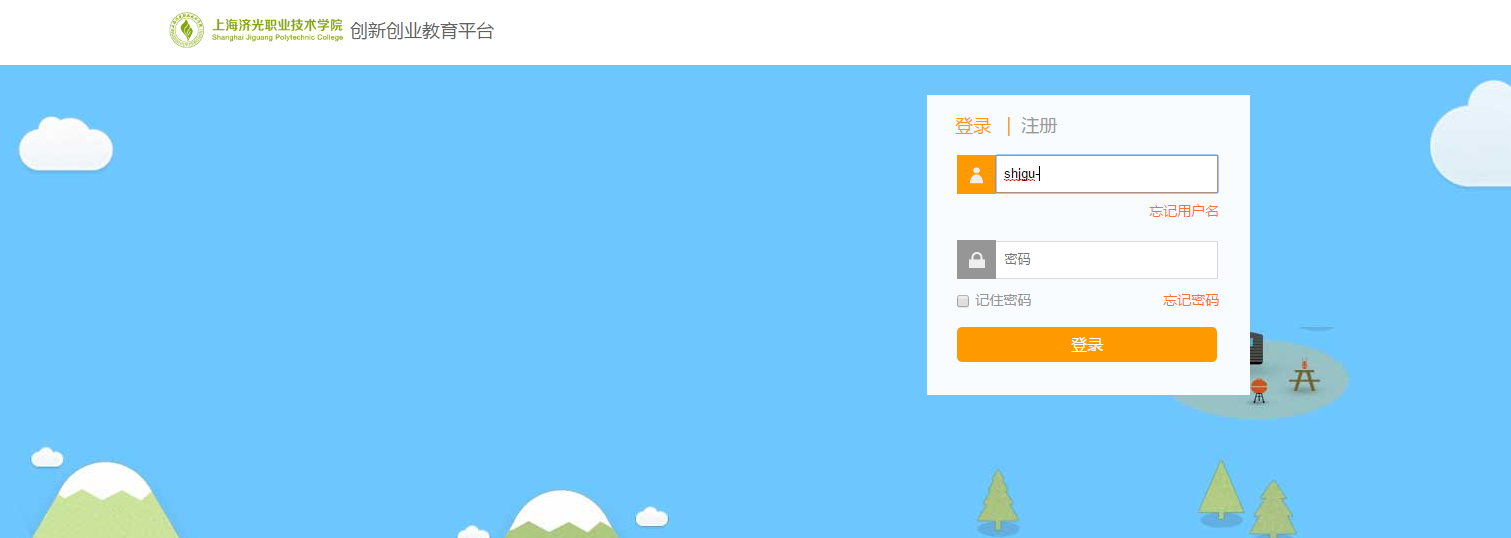 上海济光职业技术学院
Shanghai Jiguang Polytechnic College
创新创业教育平台
登录 | 注册
shjgu-
忘记用户名
密码
记住密码 忘记密码
登录